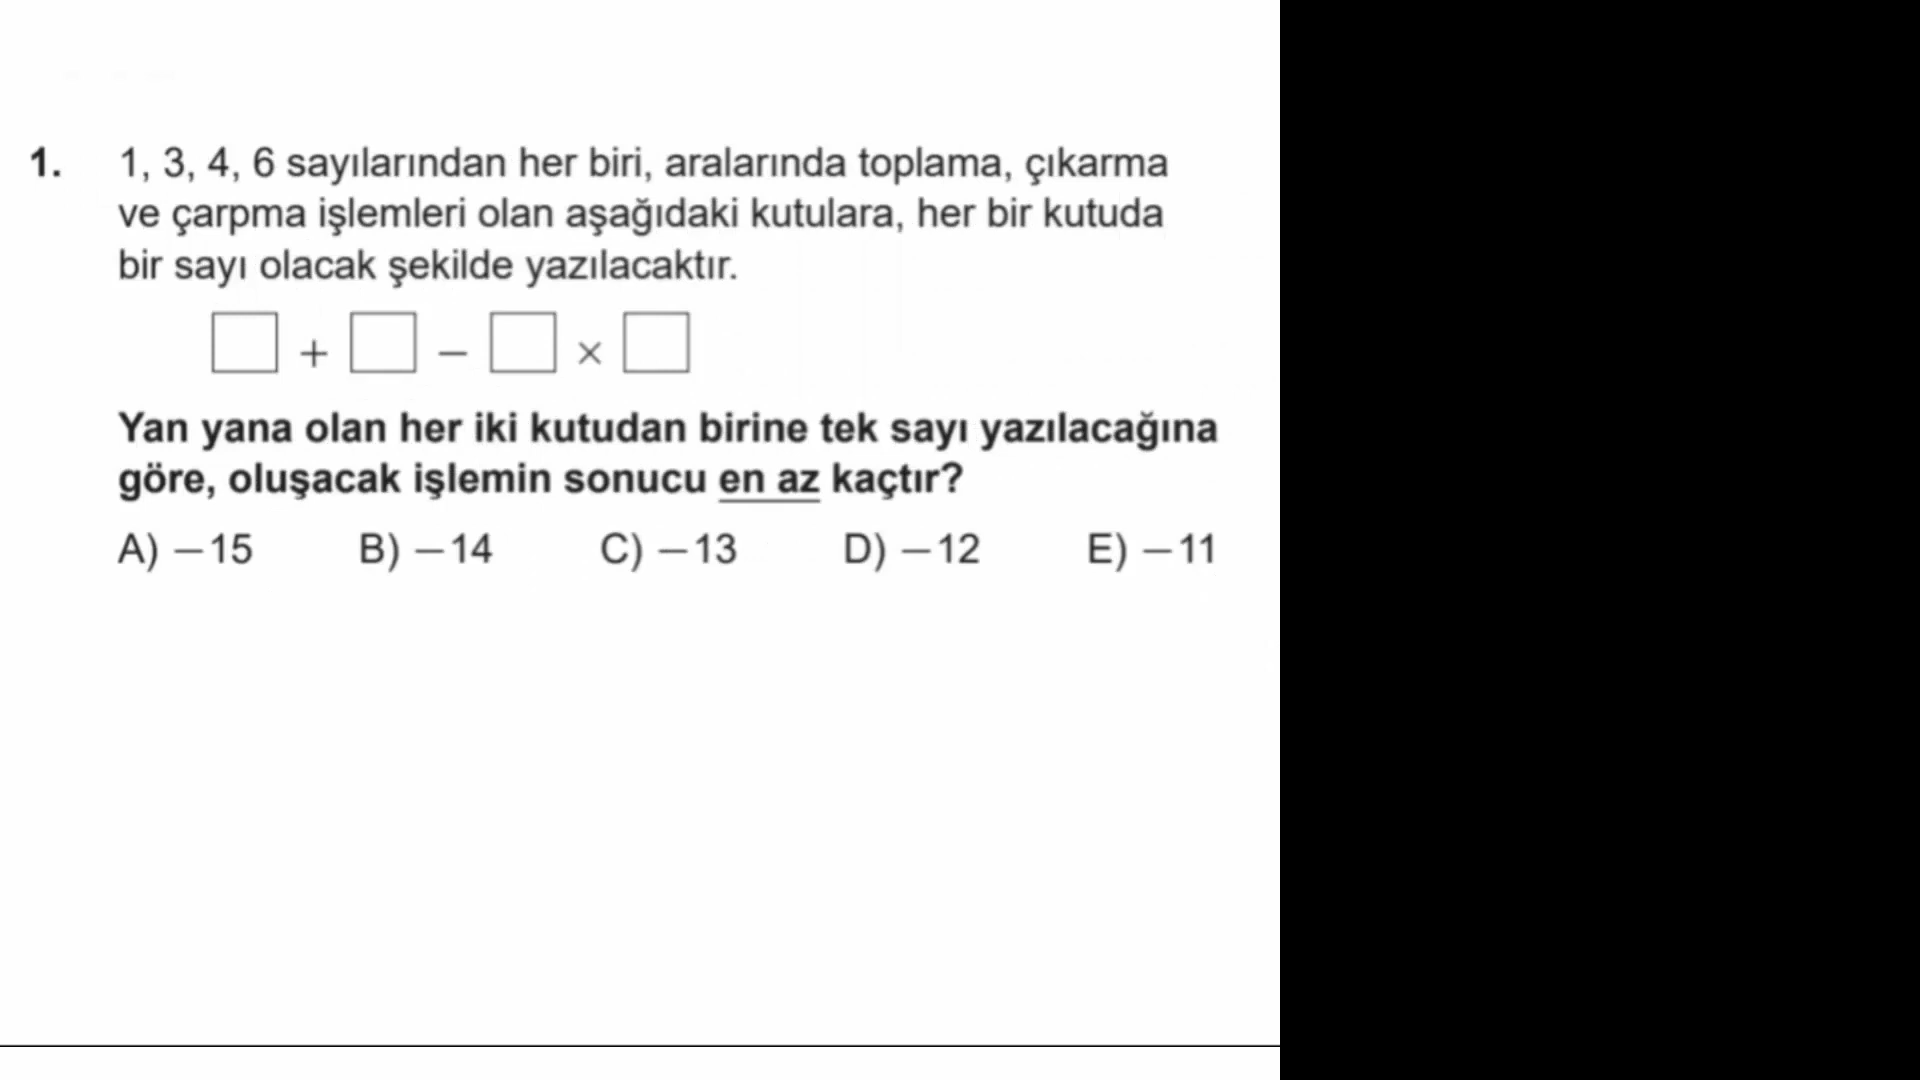 1. 1, 3, 4, 6 sayılarından her biri, aralarında toplama, çıkarma
ve çarpma işlemleri olan aşağıdaki kutulara, her bir kutuda
bir sayı olacak şekilde yazılacaktır.
□ + □ − □ × □
Yan yana olan her iki kutudan birine tek sayı yazılacağına
göre, oluşacak işlemin sonucu en az kaçtır?
A) −15 B) −14 C) −13 D) −12 E) −11